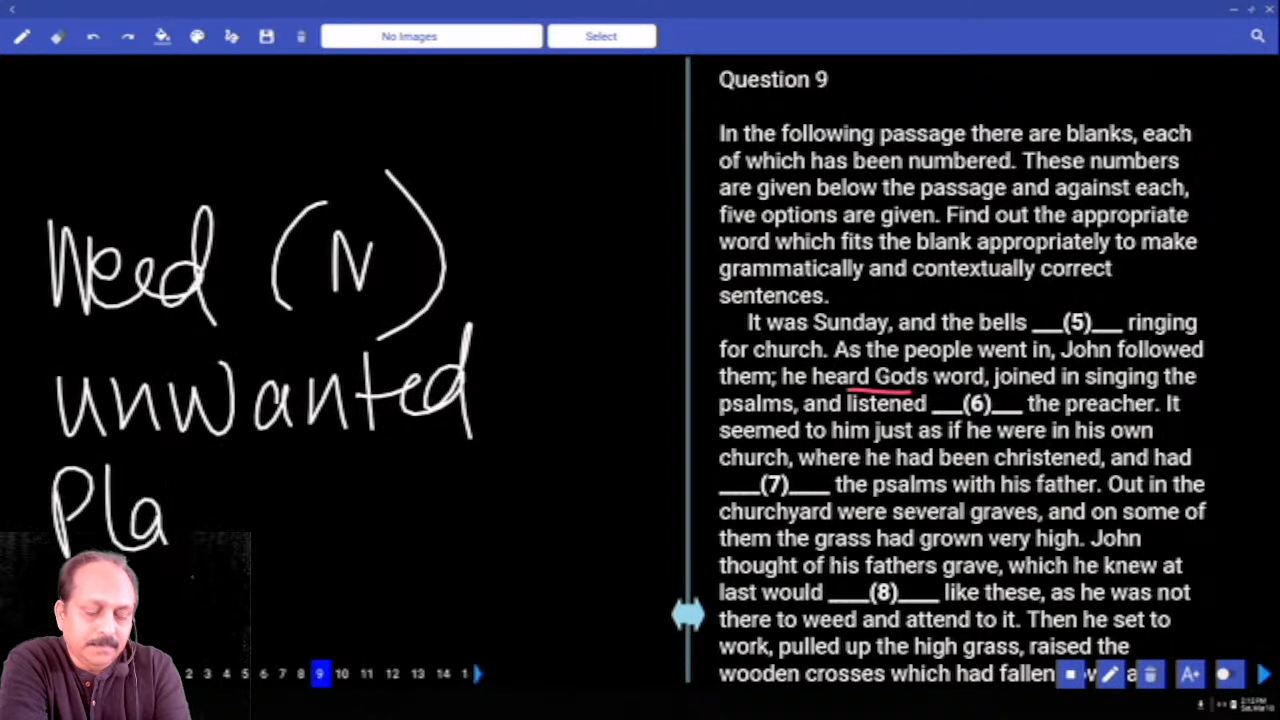 No Images
Select
Question 9
In the following passage there are blanks, each
of which has been numbered. These numbers
are given below the passage and against each,
five options are given. Find out the appropriate
word which fits the blank appropriately to make
grammatically and contextually correct
sentences.
It was Sunday, and the bells ___(5)___ ringing
for church. As the people went in, John followed
them; he heard Gods word, joined in singing the
psalms, and listened ___(6)___ the preacher. It
seemed to him just as if he were in his own
church, where he had been christened, and had
____(7)____ the psalms with his father. Out in the
churchyard were several graves, and on some of
them the grass had grown very high. John
thought of his fathers grave, which he knew at
last would ____(8)____ like these, as he was not
there to weed and attend to it. Then he set to
work, pulled up the high grass, raised the
wooden crosses which had fallen
Weed (N)
unwanted
Pla
2 3 4 5 6 7 8 9 10 11 12 13 14 1
A+